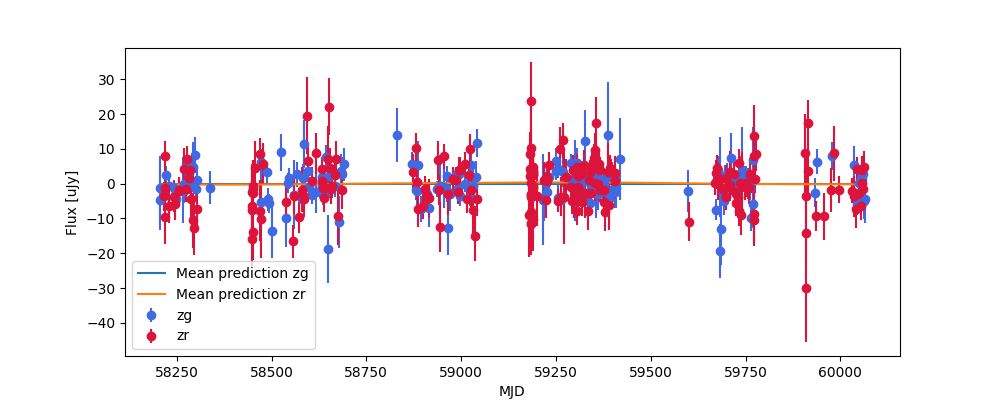 30
20
10
0
−10
−20
−30
−40
Flux [uJy]
Mean prediction zg
Mean prediction zr
zg
zr
58250 58500 58750 59000 59250 59500 59750 60000
MJD